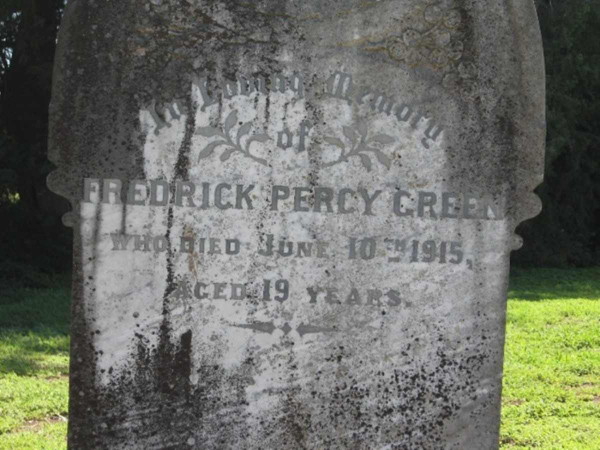 In Loving Memory
of
FREDRICK PERCY GREEN
WHO DIED JUNE 10TH 1915,
AGED 19 YEARS.